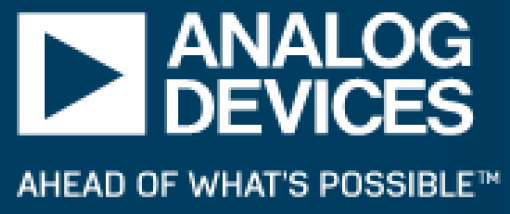 ANALOG
DEVICES
AHEAD OF WHAT'S POSSIBLE™